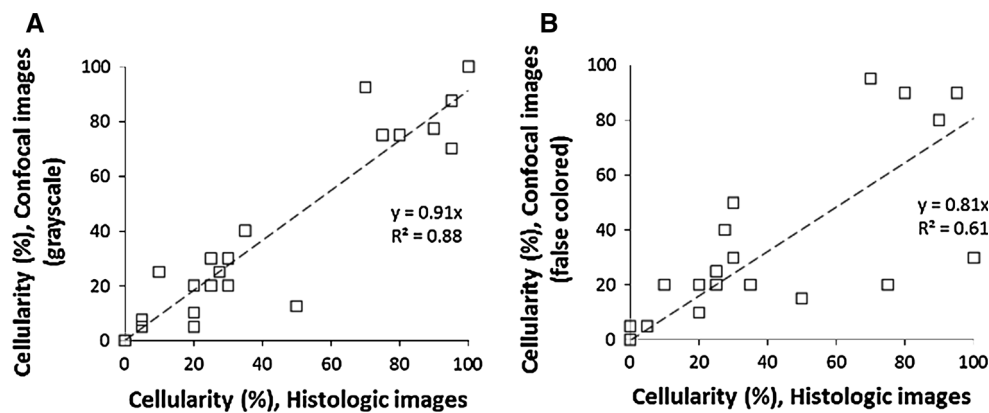 A
Cellularity (%), Confocal images
(grayscale)
100
80
60
40
20
0
y = 0.91x
R² = 0.88
0 20 40 60 80 100
Cellularity (%), Histologic images
B
Cellularity (%), Confocal images
(false colored)
100
80
60
40
20
0
y = 0.81x
R² = 0.61
0 20 40 60 80 100
Cellularity (%), Histologic images